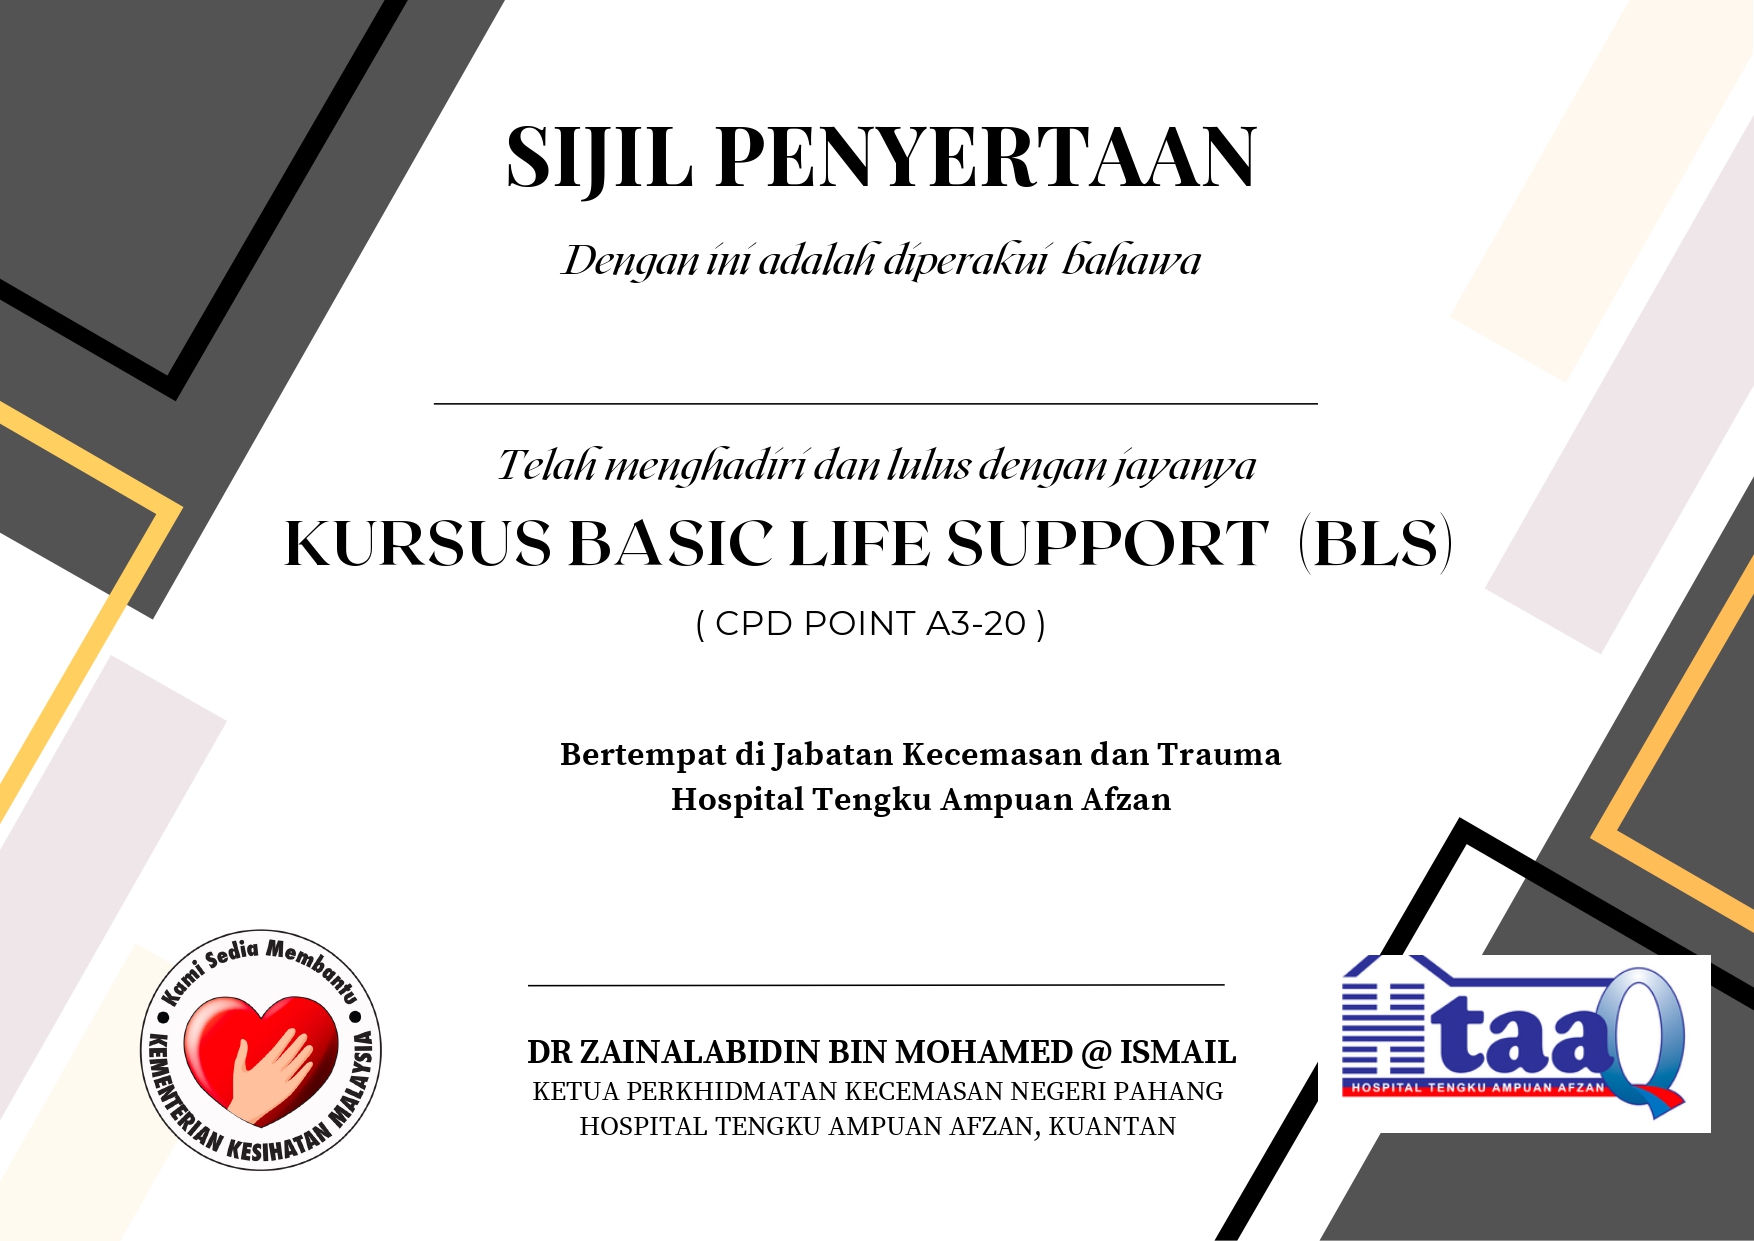 SIJIL PENYERTAAN
Dengan ini adalah diperakui bahawa
Telah menghadiri dan lulus dengan jayanya
KURSUS BASIC LIFE SUPPORT (BLS)
( CPD POINT A3-20 )
Bertempat di Jabatan Kecemasan dan Trauma
Hospital Tengku Ampuan Afzan
• Kami Sedia Membantu •
KEMENTERIAN KESIHATAN MALAYSIA
DR ZAINALABIDIN BIN MOHAMED @ ISMAIL
KETUA PERKHIDMATAN KECEMASAN NEGERI PAHANG
HOSPITAL TENGKU AMPUAN AFZAN, KUANTAN
HtaaQ
HOSPITAL TENGKU AMPUAN AFZAN